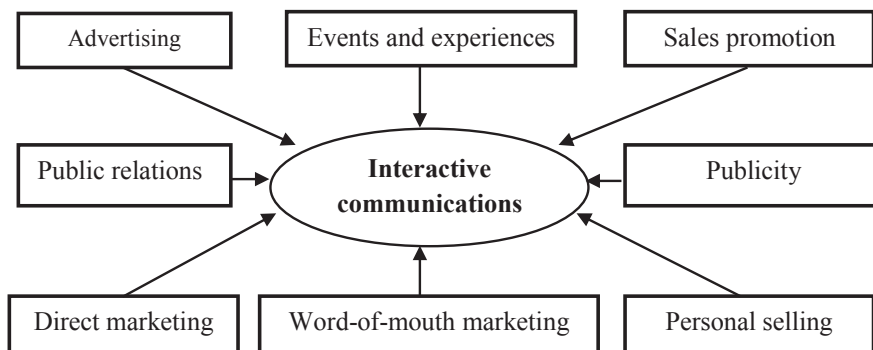 Advertising
Events and experiences
Sales promotion
Public relations
Interactive
communications
Publicity
Direct marketing
Word-of-mouth marketing
Personal selling